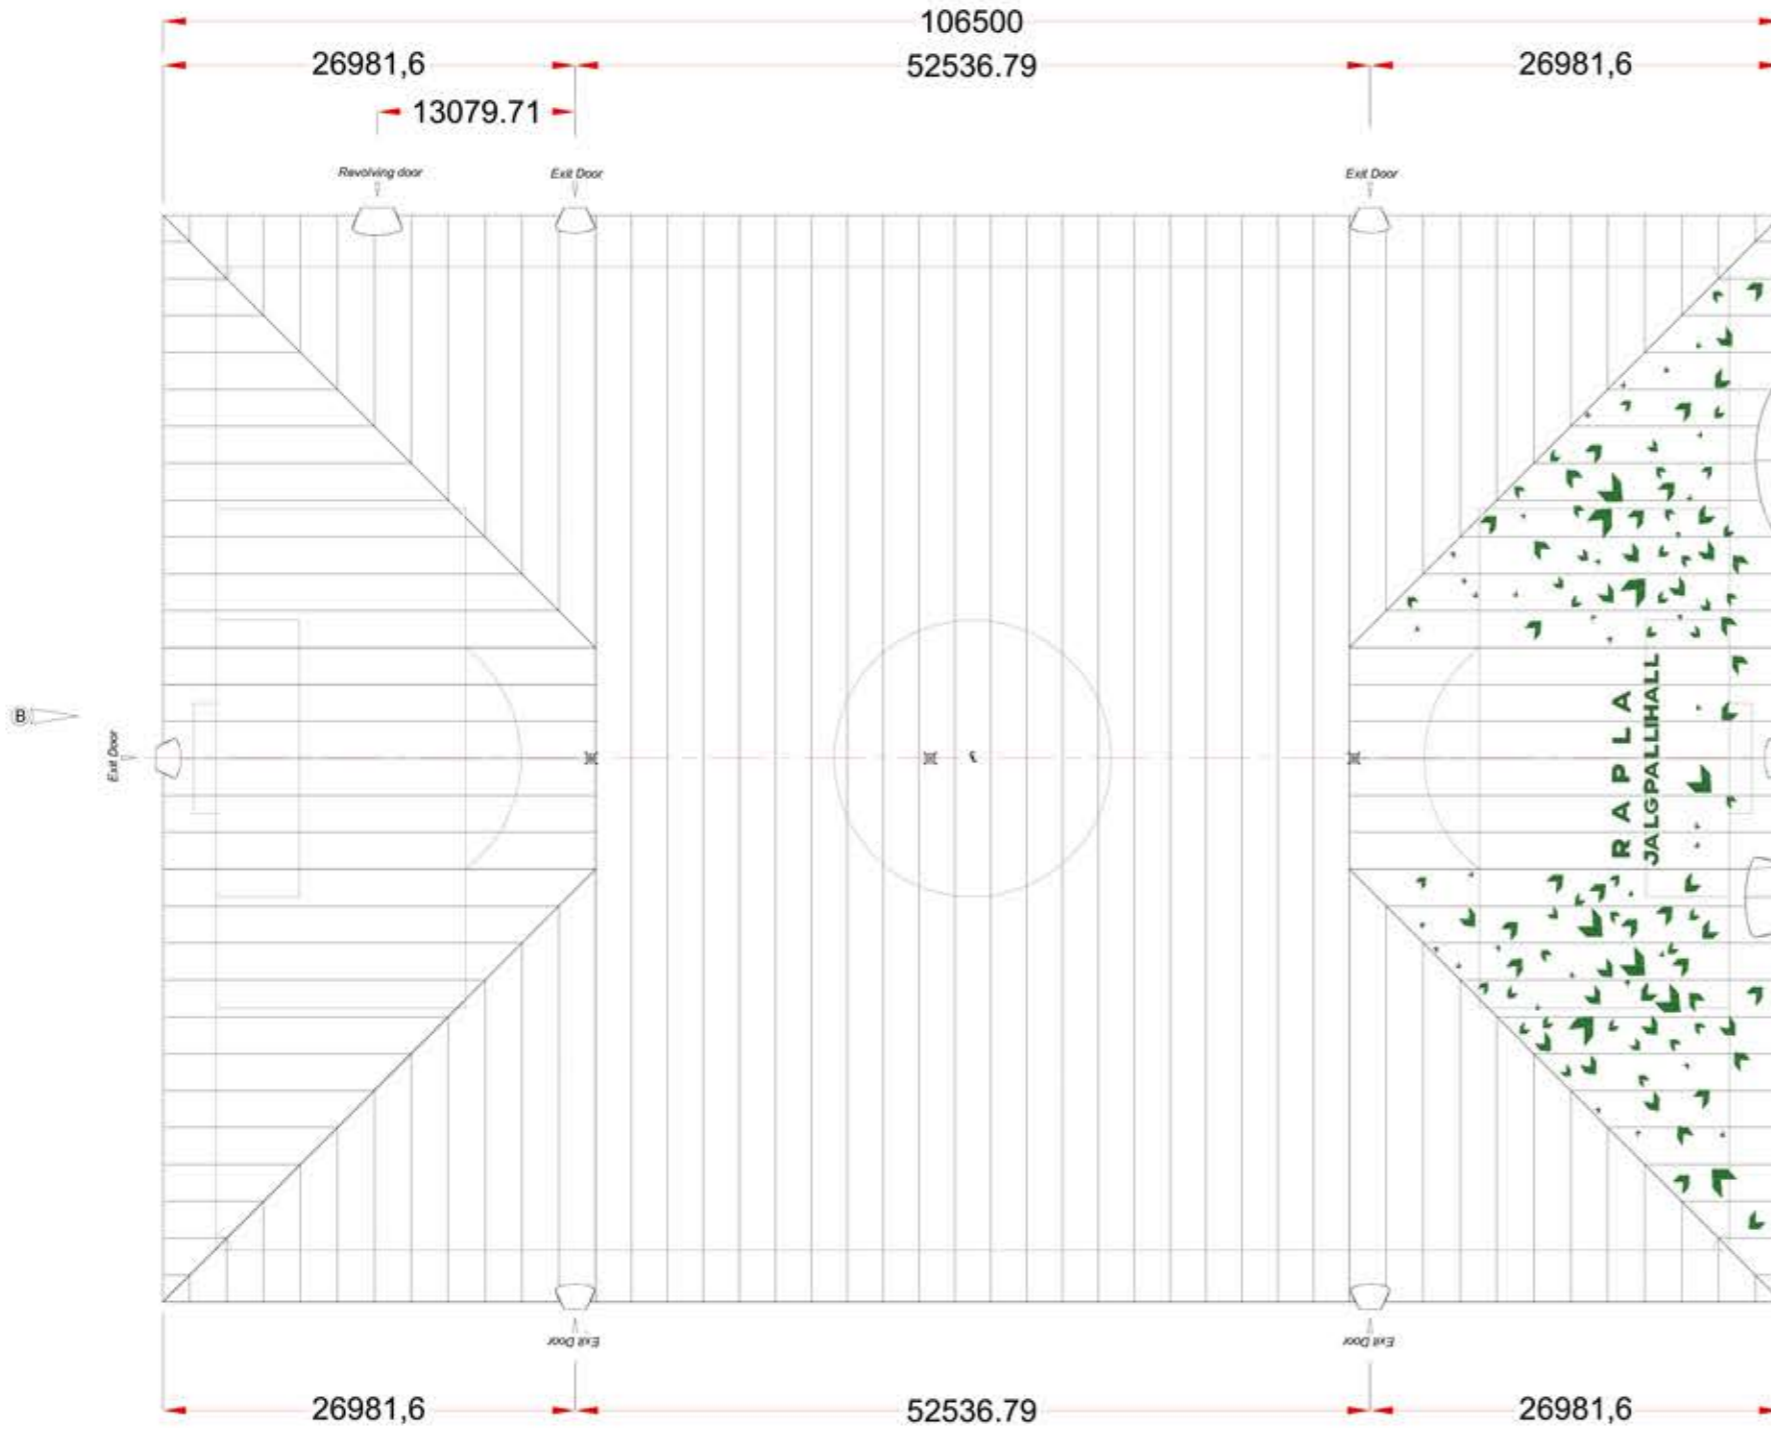 106500
26981,6 52536.79 26981,6
13079.71
Revolving door Exit Door Exit Door
B
Exit Door
RAPLA
JALGPALLIHALL
Exit Door Exit Door
26981,6 52536.79 26981,6